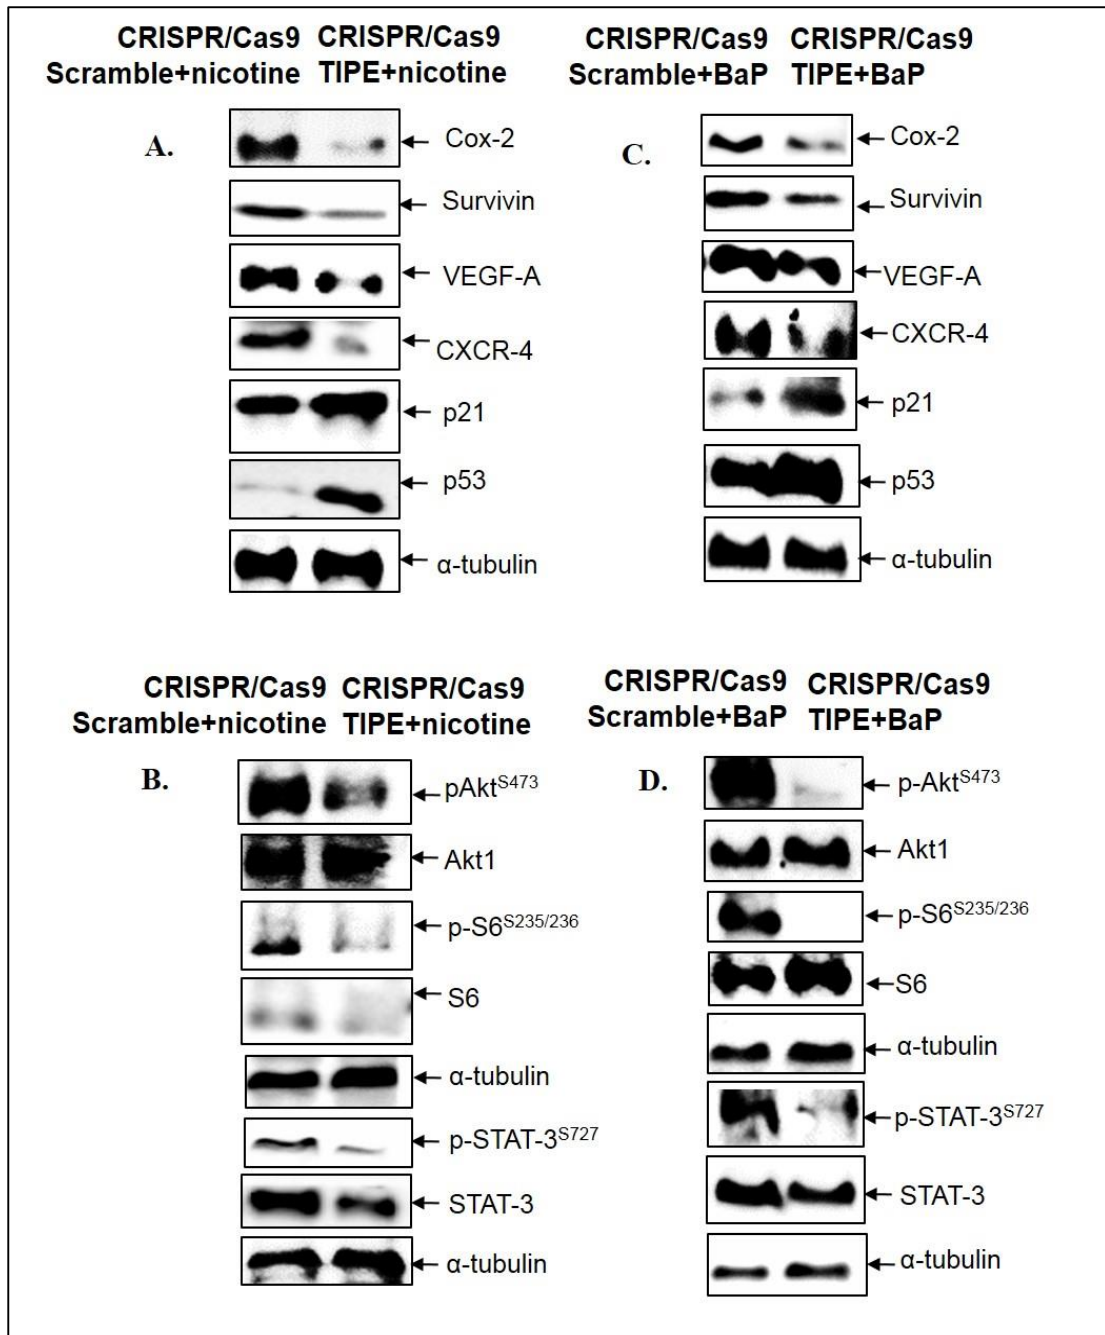 CRISPR/Cas9 CRISPR/Cas9
Scramble+nicotine TIPE+nicotine
A.
Cox-2
Survivin
VEGF-A
CXCR-4
p21
p53
α-tubulin
CRISPR/Cas9 CRISPR/Cas9
Scramble+BaP TIPE+BaP
C.
Cox-2
Survivin
VEGF-A
CXCR-4
p21
p53
α-tubulin
CRISPR/Cas9 CRISPR/Cas9
Scramble+nicotine TIPE+nicotine
B.
pAkt^S473
Akt1
p-S6^S235/236
S6
α-tubulin
p-STAT-3^S727
STAT-3
α-tubulin
CRISPR/Cas9 CRISPR/Cas9
Scramble+BaP TIPE+BaP
D.
p-Akt^S473
Akt1
p-S6^S235/236
S6
α-tubulin
p-STAT-3^S727
STAT-3
α-tubulin